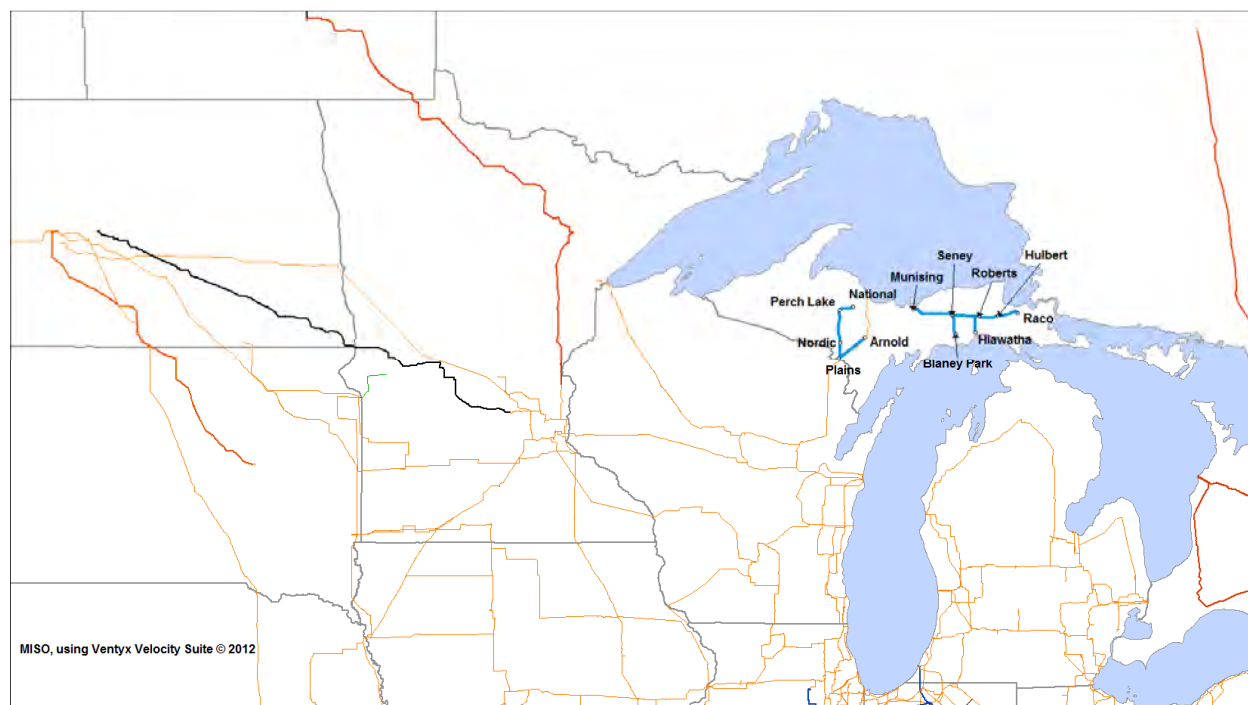 Seney
Hulbert
Munising
Roberts
Perch Lake
National
Raco
Nordic
Arnold
Hlawatha
Plains
Blaney Park
MISO, using Ventyx Velocity Suite © 2012